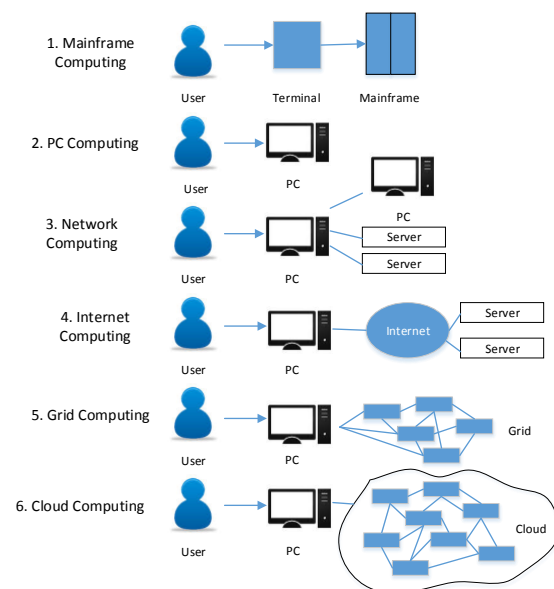 1. Mainframe
Computing
User
Terminal
Mainframe
2. PC Computing
User
PC
PC
3. Network
Computing
Server
Server
User
PC
4. Internet
Computing
Internet
Server
Server
User
PC
5. Grid Computing
Grid
User
PC
6. Cloud Computing
Cloud
User
PC